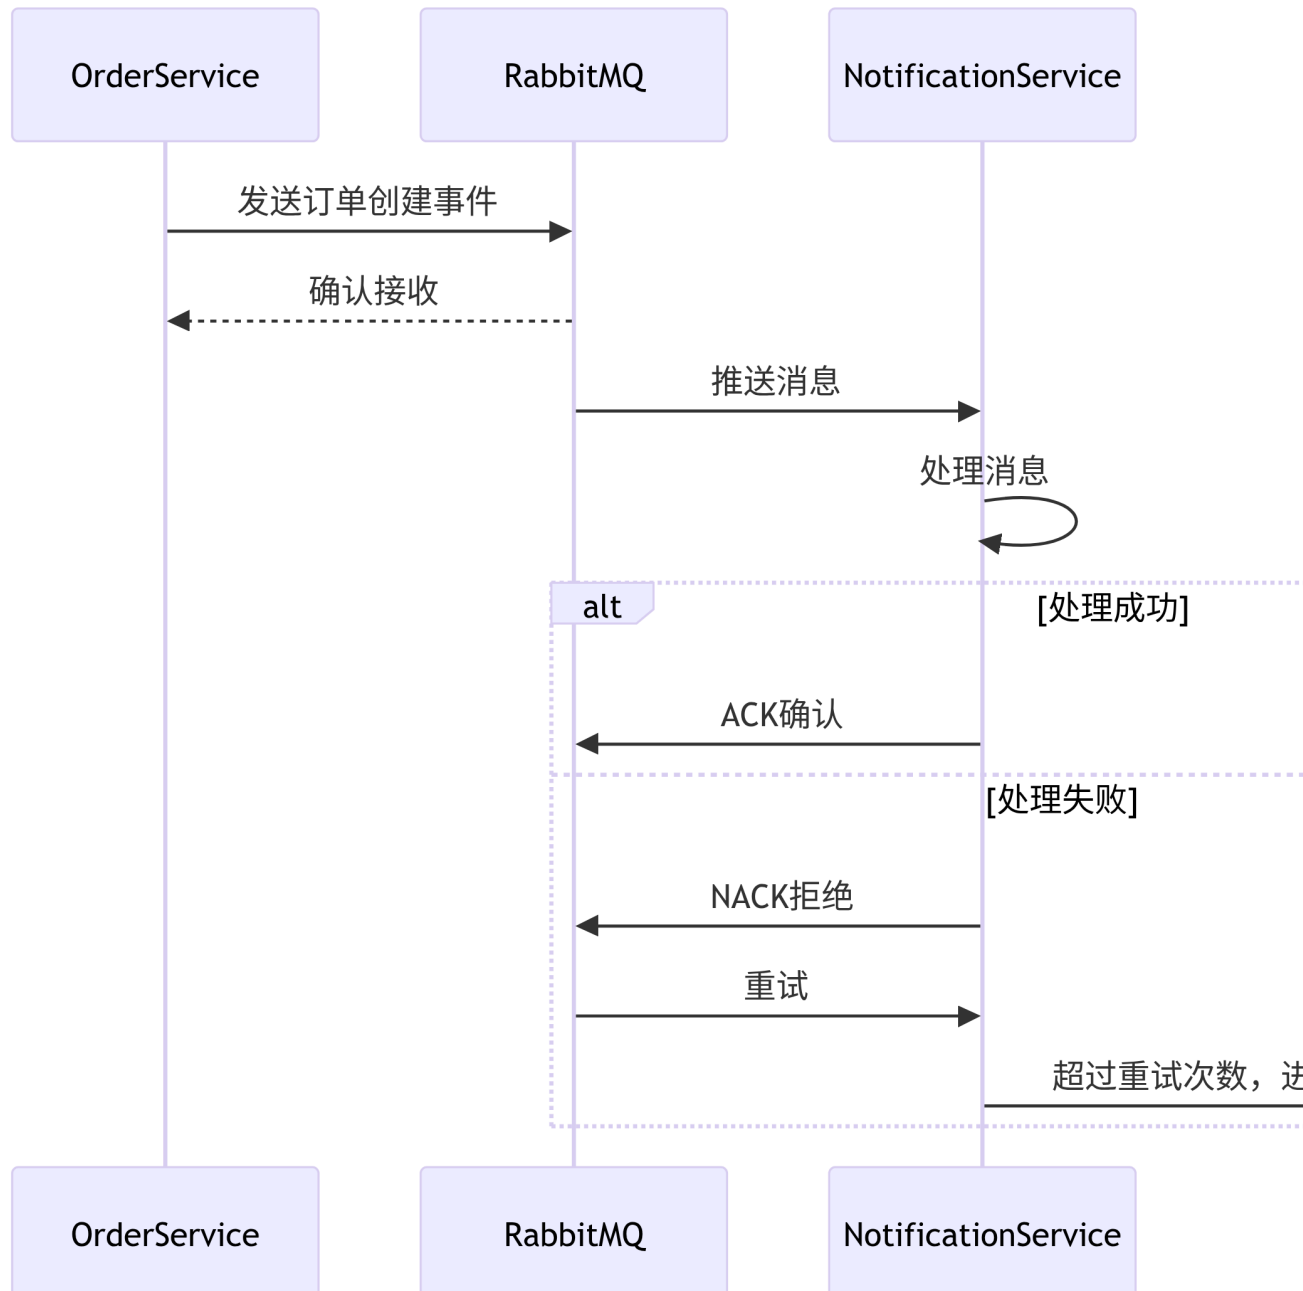 OrderService
RabbitMQ
NotificationService
发送订单创建事件
确认接收
推送消息
处理消息
alt
[处理成功]
ACK确认
[处理失败]
NACK拒绝
重试
超过重试次数，进
OrderService
RabbitMQ
NotificationService